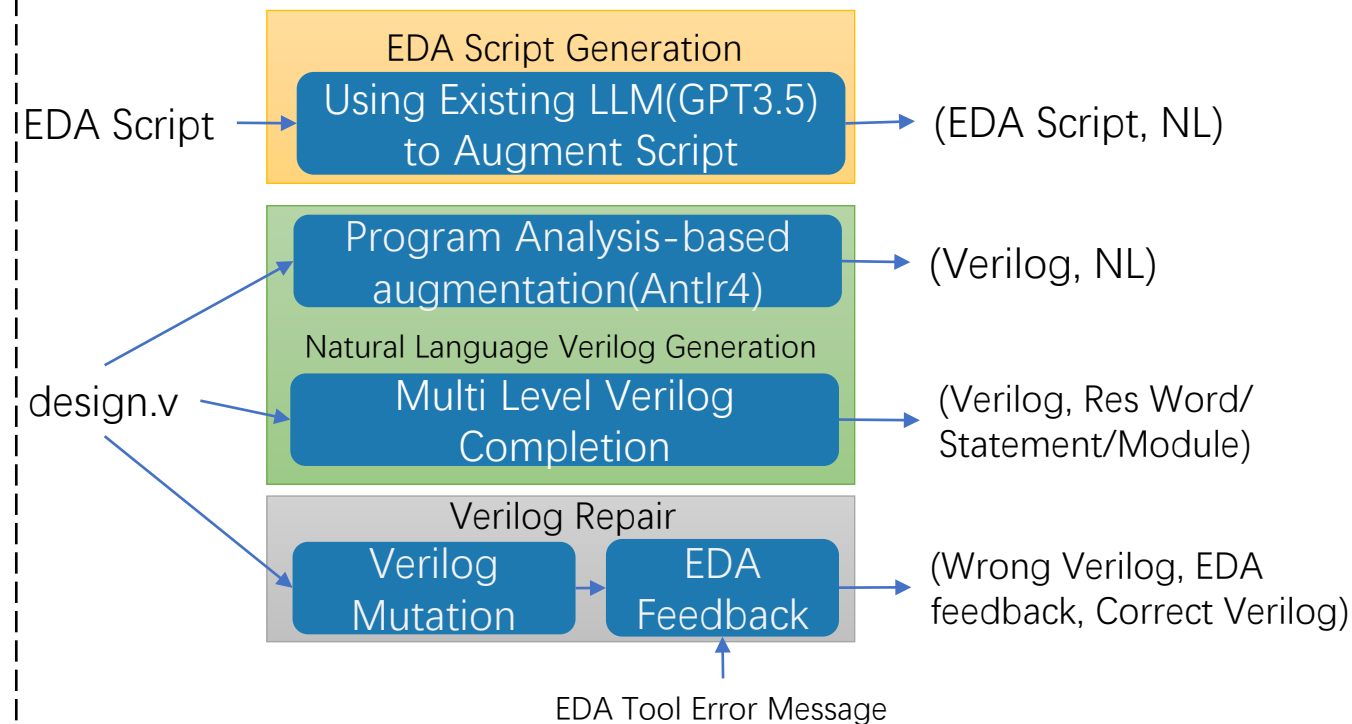 EDA Script Generation
EDA Script
Using Existing LLM(GPT3.5)
to Augment Script
(EDA Script, NL)
Program Analysis-based
augmentation(Antlr4)
(Verilog, NL)
Natural Language Verilog Generation
design.v
Multi Level Verilog
Completion
(Verilog, Res Word/
Statement/Module)
Verilog Repair
Verilog
Mutation
EDA
Feedback
(Wrong Verilog, EDA
feedback, Correct Verilog)
EDA Tool Error Message